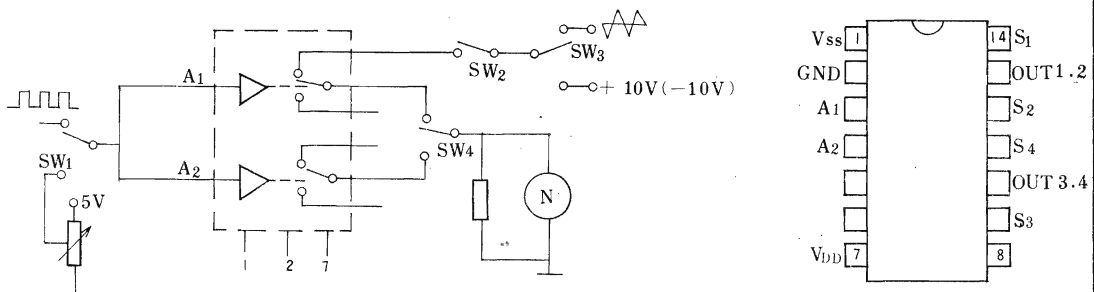 A1
A2
SW1
5V
1
2
7
SW2
SW3
+ 10V(−10V)
SW4
N
Vss
1
14
S1
GND
OUT1.2
A1
S2
A2
S4
OUT3.4
S3
VDD
7
8